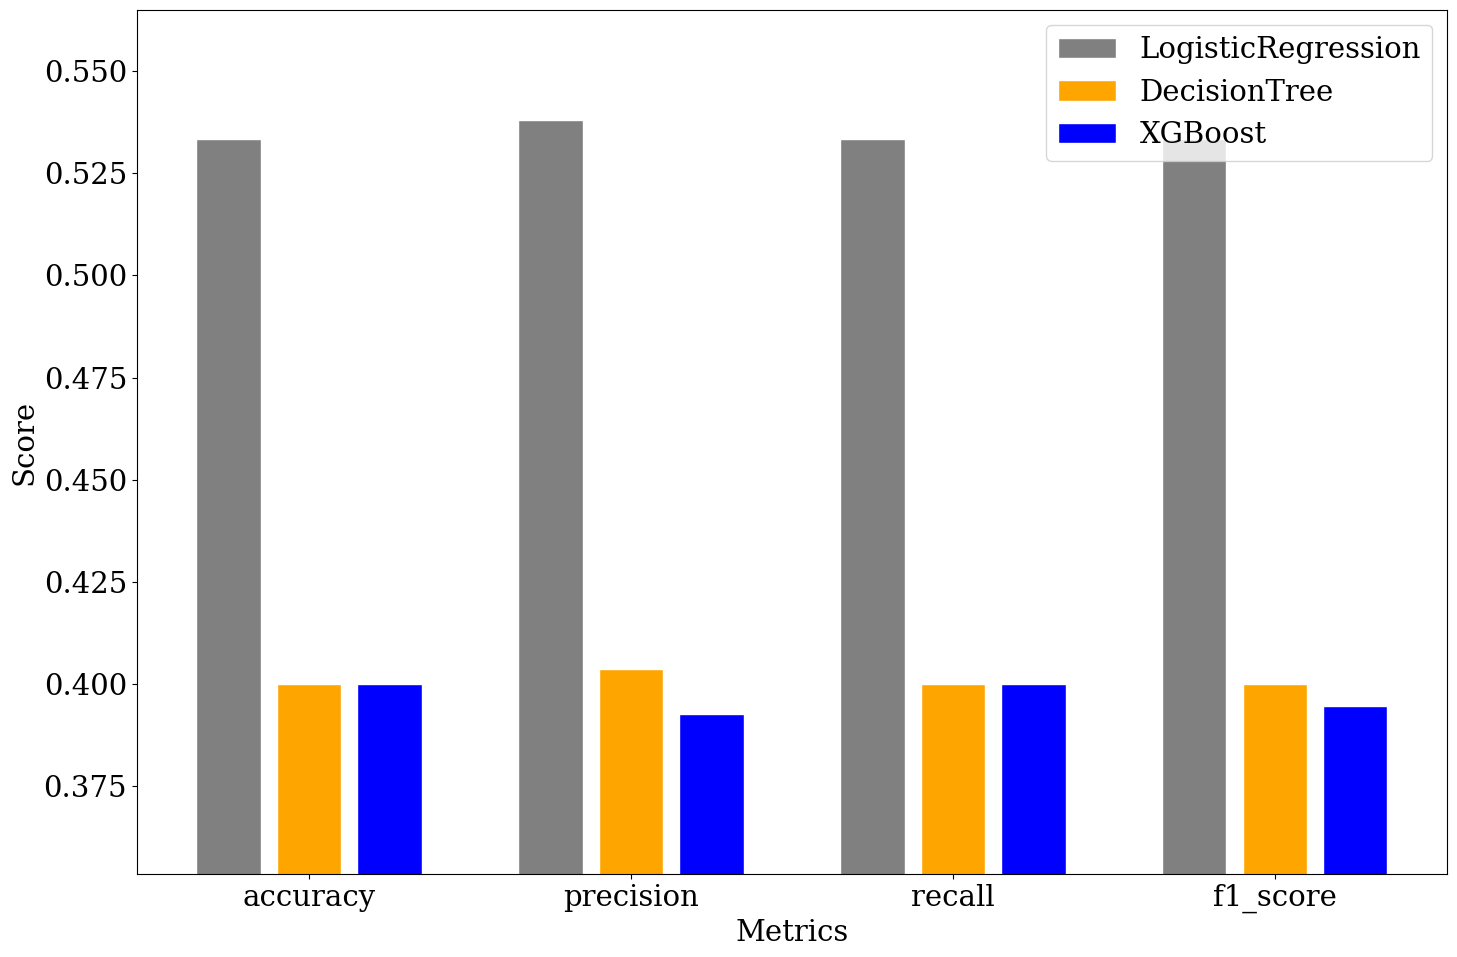 0.550
0.525
0.500
0.475
0.450
0.425
0.400
0.375
Score
LogisticRegression
DecisionTree
XGBoost
accuracy
precision
recall
f1_score
Metrics